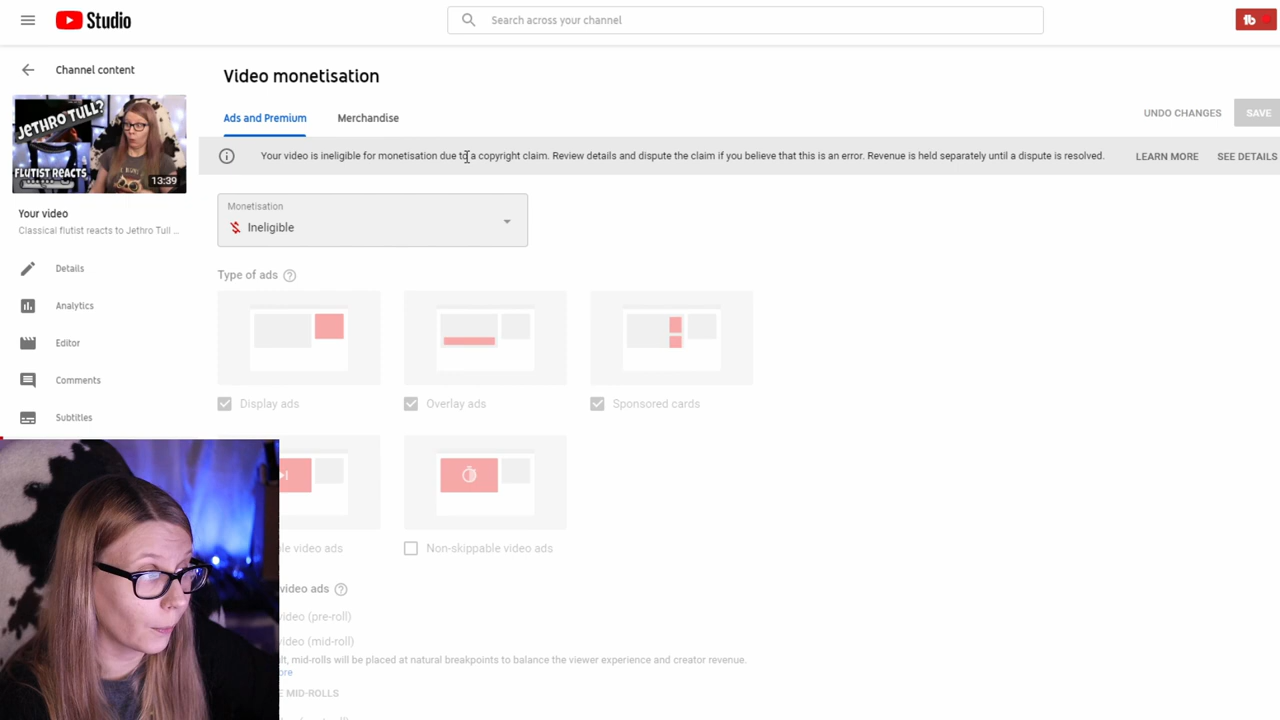 Studio
Search across your channel
tb
Channel content
Video monetisation
Ads and Premium
Merchandise
UNDO CHANGES
SAVE
JETHRO TULL?
FLUTIST REACTS
13:39
Your video is ineligible for monetisation due to a copyright claim. Review details and dispute the claim if you believe that this is an error. Revenue is held separately until a dispute is resolved.
LEARN MORE
SEE DETAILS
Your video
Classical flutist reacts to Jethro Tull ...
Monetisation
Ineligible
Details
Analytics
Editor
Comments
Subtitles
Type of ads
Display ads
Overlay ads
Sponsored cards
video ads
Non-skippable video ads
video ads
video (pre-roll)
video (mid-roll)
mid-rolls will be placed at natural breakpoints to balance the viewer experience and creator revenue.
MID-ROLLS